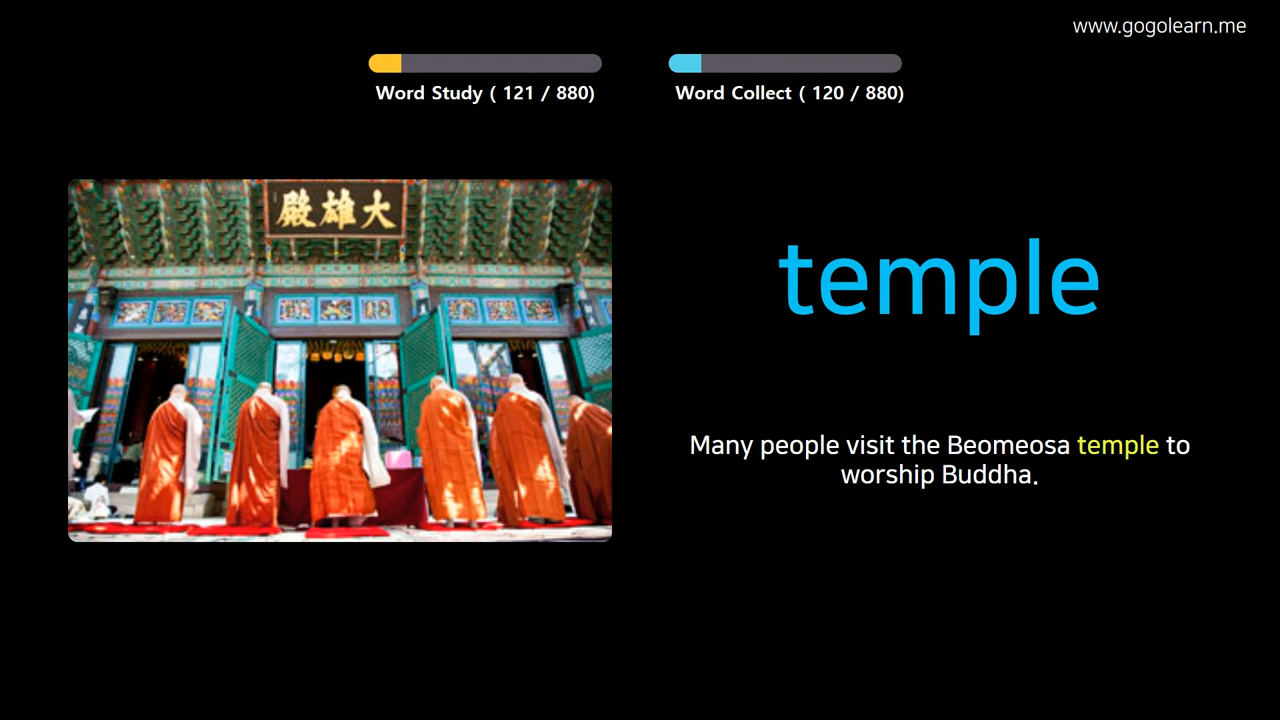 www.gogolearn.me
Word Study ( 121 / 880)
Word Collect ( 120 / 880)
殿雄大
temple
Many people visit the Beomeosa temple to
worship Buddha.